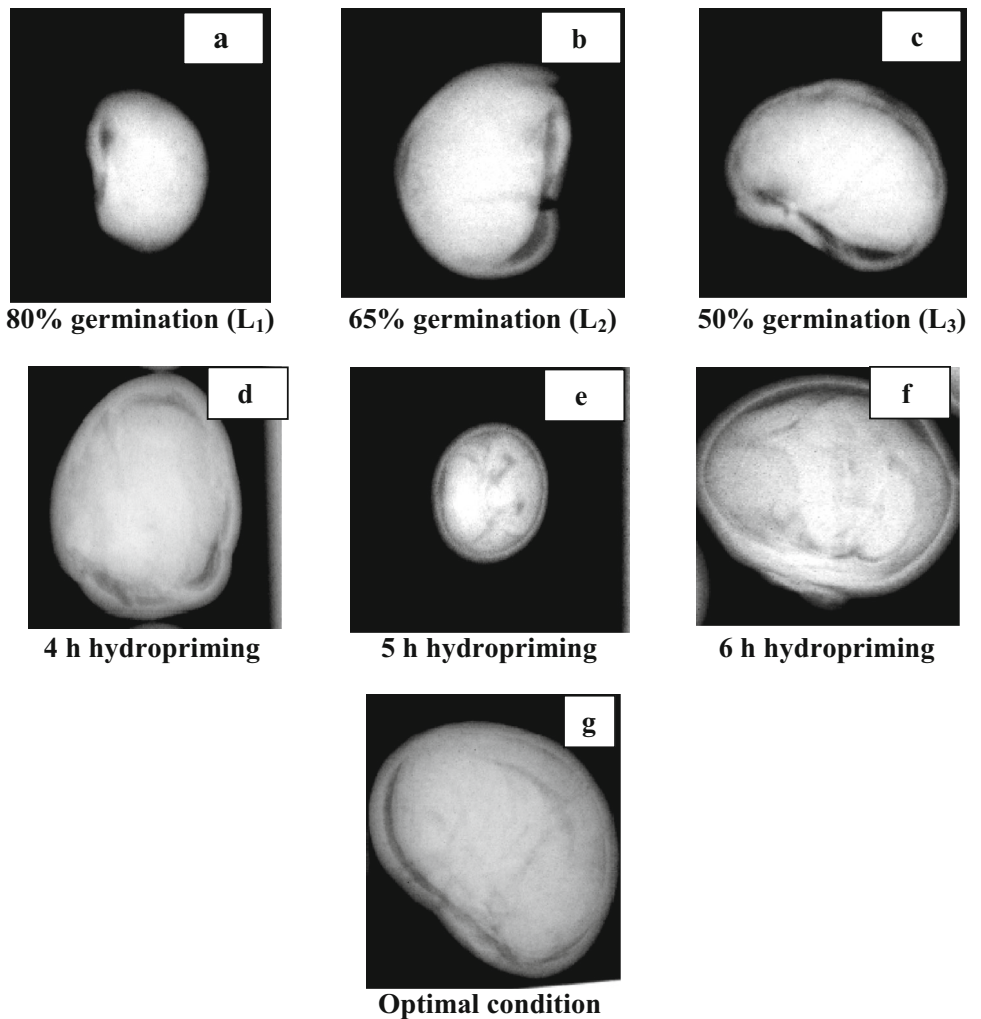 a
b
c
80% germination (L₁)
65% germination (L₂)
50% germination (L₃)
d
e
f
4 h hydropriming
5 h hydropriming
6 h hydropriming
g
Optimal condition